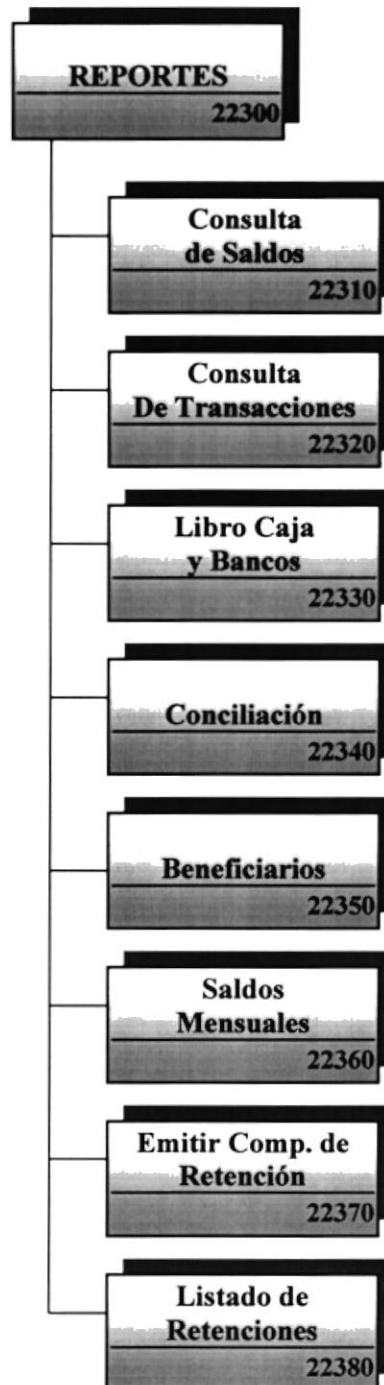 REPORTES
22300
Consulta
de Saldos
22310
Consulta
De Transacciones
22320
Libro Caja
y Bancos
22330
Conciliación
22340
Beneficiarios
22350
Saldos
Mensuales
22360
Emitir Comp. de
Retención
22370
Listado de
Retenciones
22380